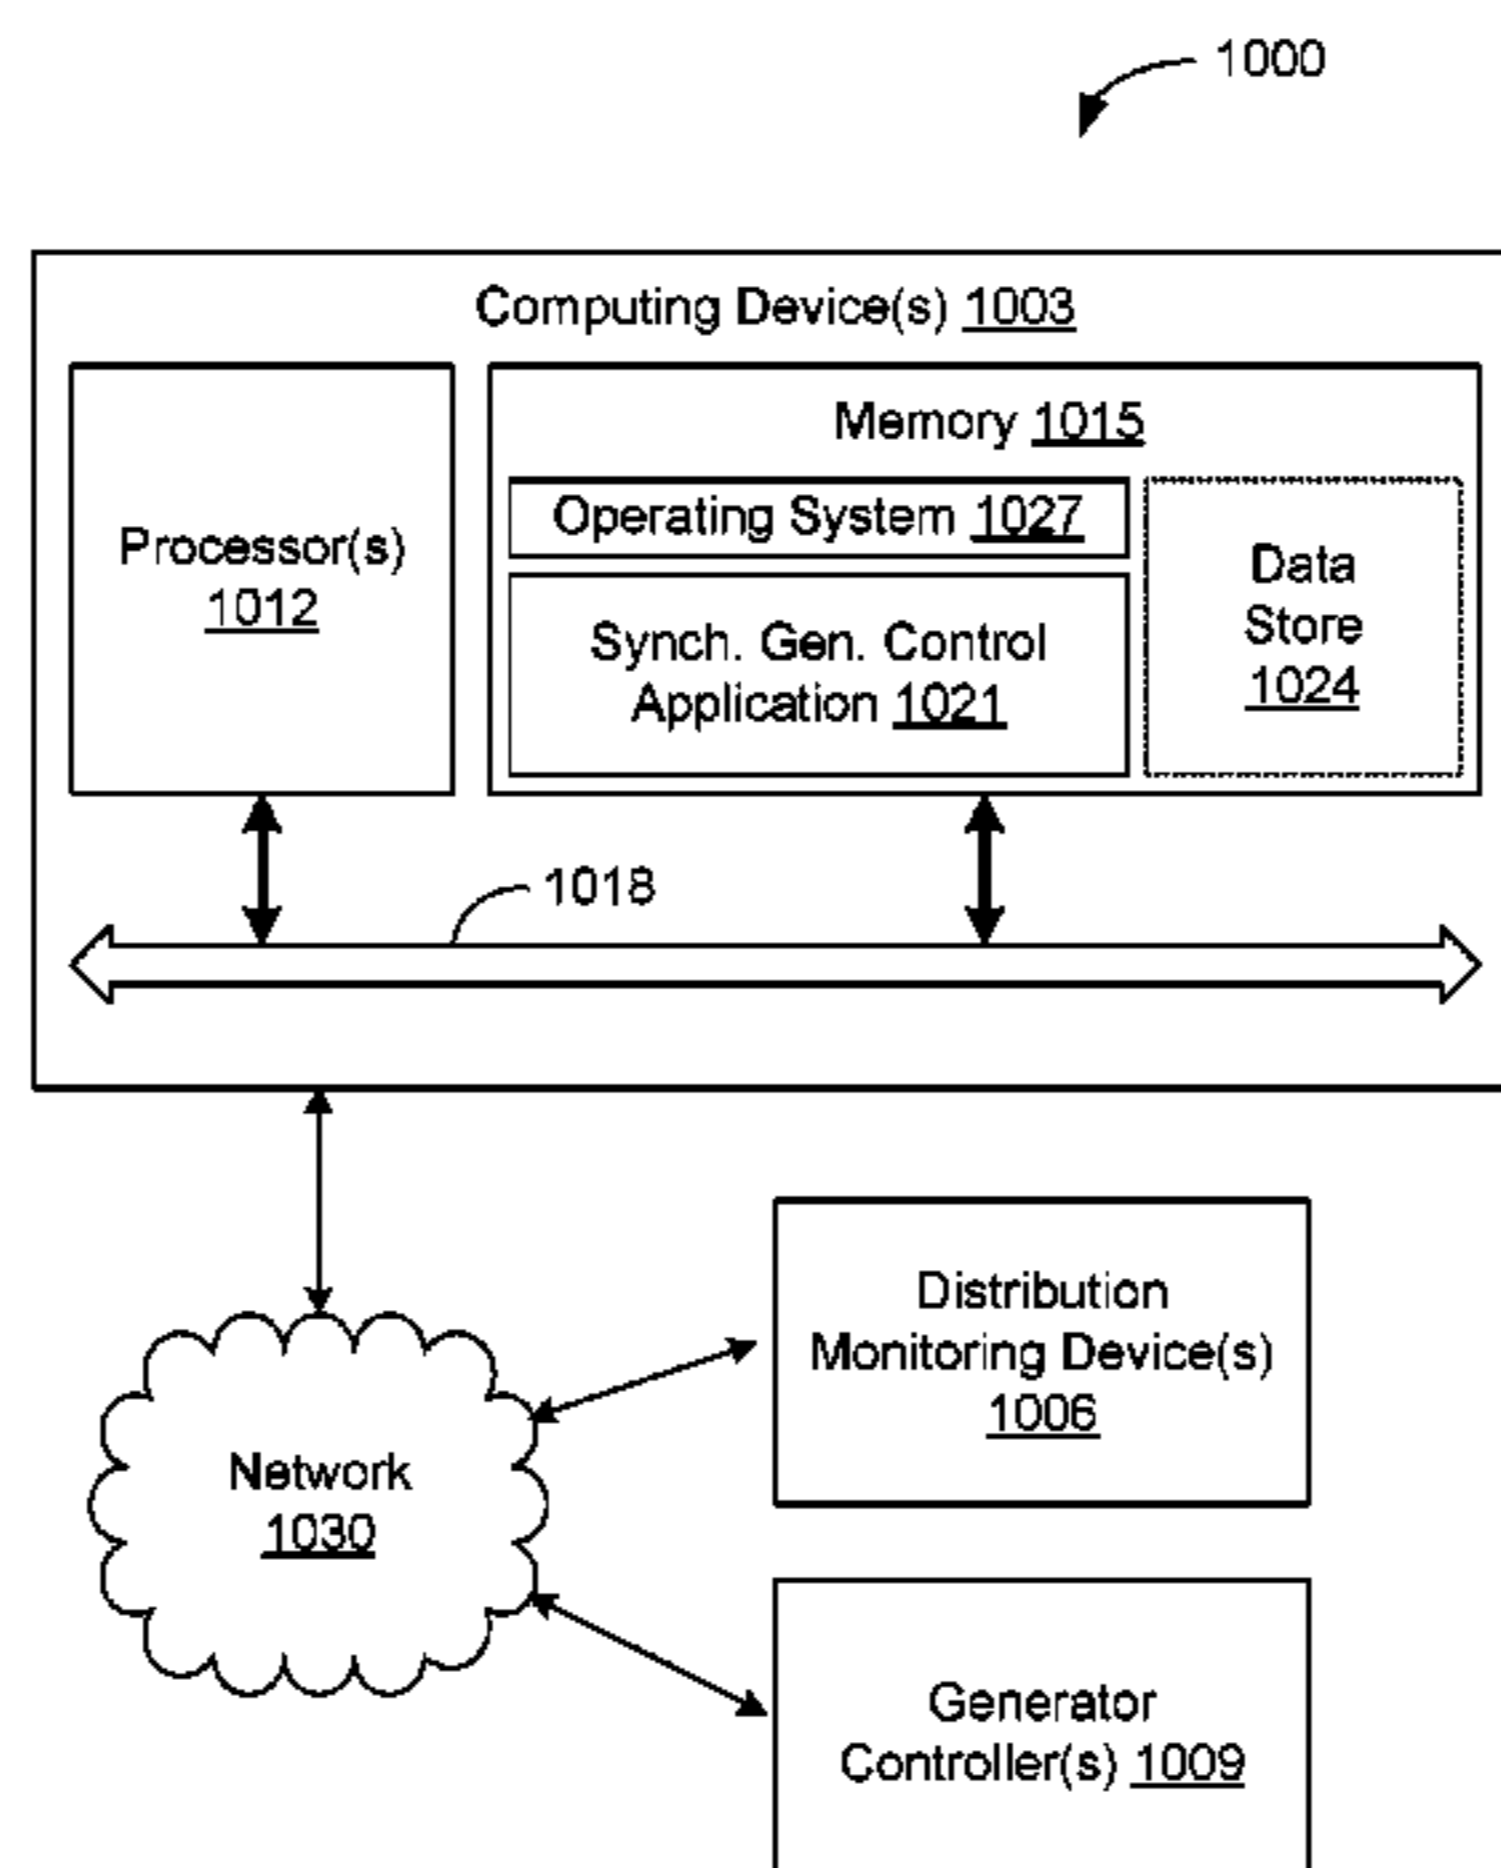 1000
Computing Device(s) 1003
Processor(s)
1012
Memory 1015
Operating System 1027
Synch. Gen. Control
Application 1021
Data
Store
1024
1018
Distribution
Monitoring Device(s)
1006
Network
1030
Generator
Controller(s) 1009